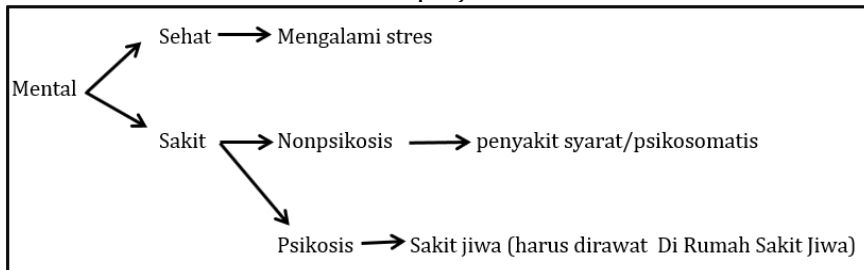 Sehat Mengalami stres
Mental
Sakit Nonpsikosis penyakit syarat/psikosomatis
Psikosis Sakit jiwa (harus dirawat Di Rumah Sakit Jiwa)